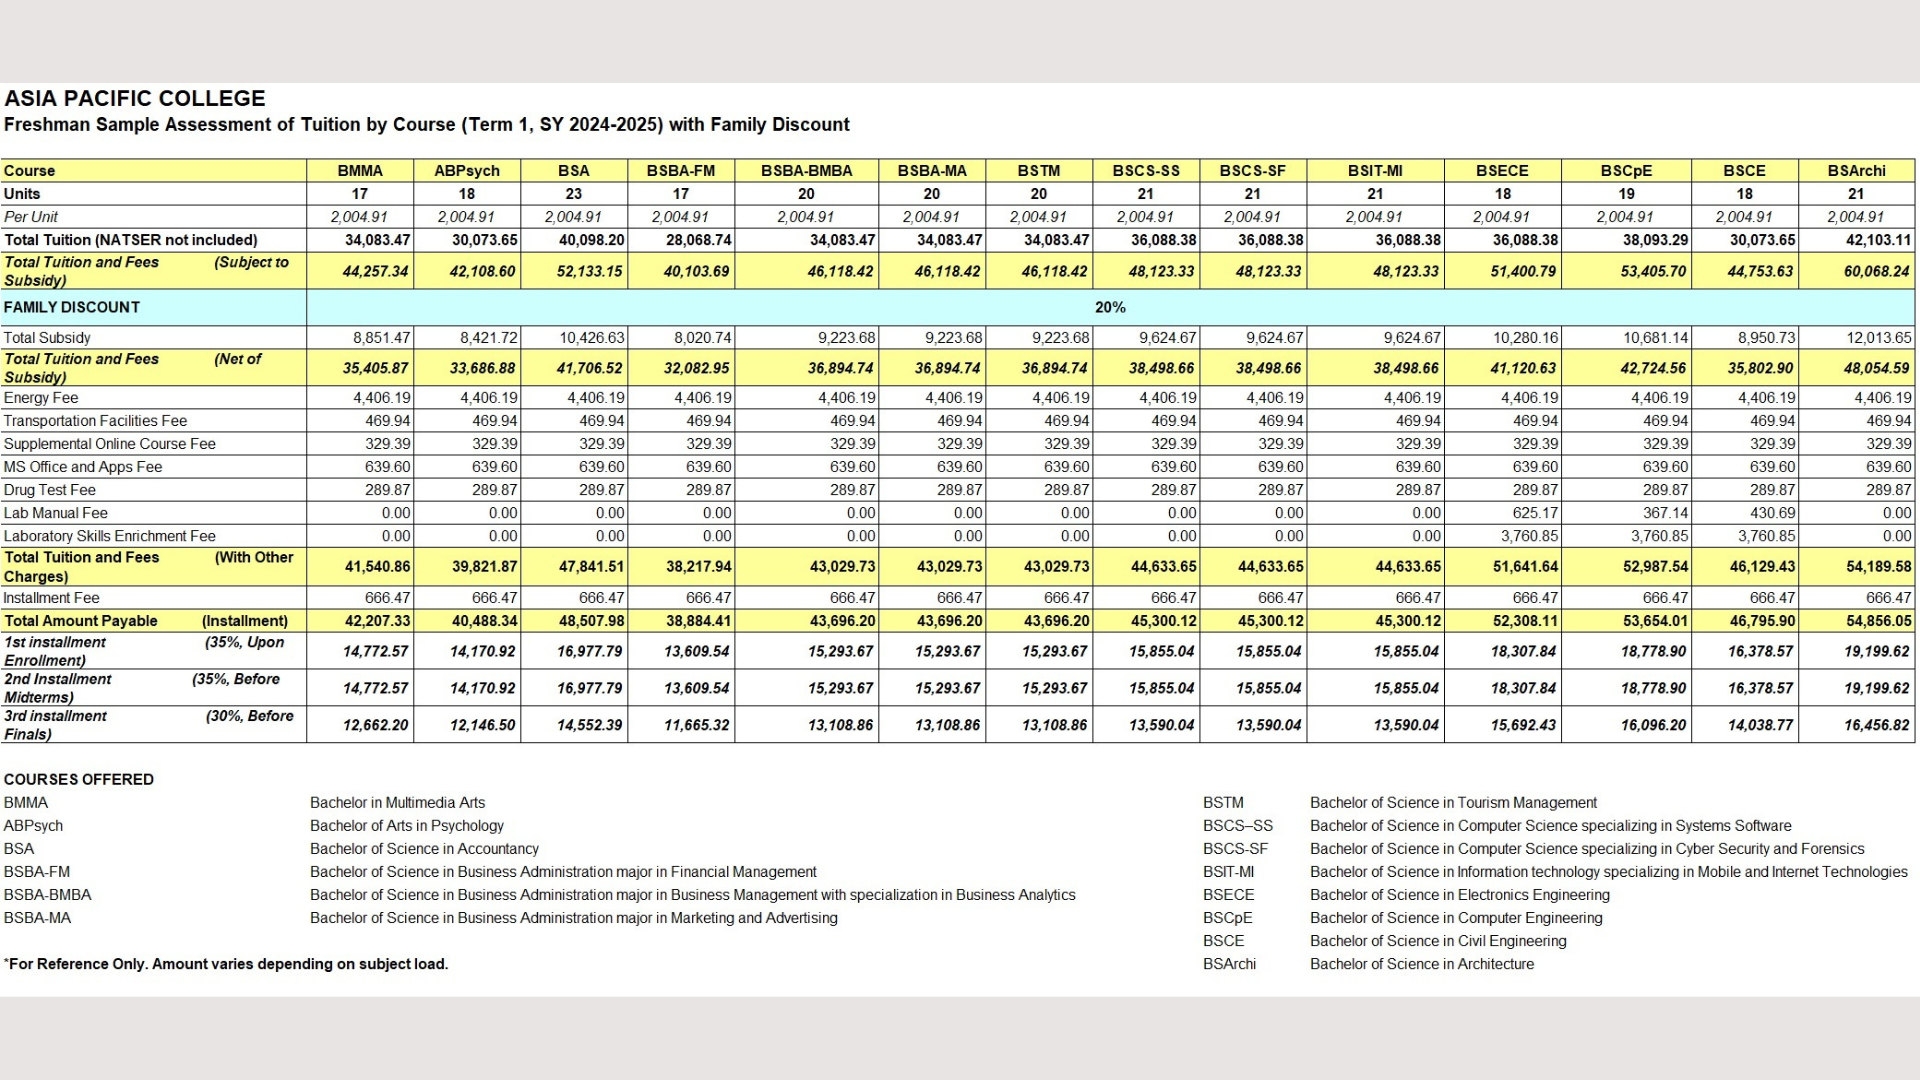 ASIA PACIFIC COLLEGE
Freshman Sample Assessment of Tuition by Course (Term 1, SY 2024-2025) with Family Discount
Course BMMA ABPsych BSA BSBA-FM BSBA-BMBA BSBA-MA BSTM BSCS-SS BSCS-SF BSIT-MI BSECE BSCpE BSCE BSArchi
Units 17 18 23 17 20 20 20 21 21 21 18 19 18 21
Per Unit 2,004.91 2,004.91 2,004.91 2,004.91 2,004.91 2,004.91 2,004.91 2,004.91 2,004.91 2,004.91 2,004.91 2,004.91 2,004.91 2,004.91
Total Tuition (NATSER not included) 34,083.47 30,073.65 40,098.20 28,068.74 34,083.47 34,083.47 34,083.47 36,088.38 36,088.38 36,088.38 36,088.38 38,093.29 30,073.65 42,103.11
Total Tuition and Fees (Subject to
Subsidy) 44,257.34 42,108.60 52,133.15 40,103.69 46,118.42 46,118.42 46,118.42 48,123.33 48,123.33 48,123.33 51,400.79 53,405.70 44,753.63 60,068.24
FAMILY DISCOUNT 20%
Total Subsidy 8,851.47 8,421.72 10,426.63 8,020.74 9,223.68 9,223.68 9,223.68 9,624.67 9,624.67 9,624.67 10,280.16 10,681.14 8,950.73 12,013.65
Total Tuition and Fees (Net of
Subsidy) 35,405.87 33,686.88 41,706.52 32,082.95 36,894.74 36,894.74 36,894.74 38,498.66 38,498.66 38,498.66 41,120.63 42,724.56 35,802.90 48,054.59
Energy Fee 4,406.19 4,406.19 4,406.19 4,406.19 4,406.19 4,406.19 4,406.19 4,406.19 4,406.19 4,406.19 4,406.19 4,406.19 4,406.19 4,406.19
Transportation Facilities Fee 469.94 469.94 469.94 469.94 469.94 469.94 469.94 469.94 469.94 469.94 469.94 469.94 469.94 469.94
Supplemental Online Course Fee 329.39 329.39 329.39 329.39 329.39 329.39 329.39 329.39 329.39 329.39 329.39 329.39 329.39 329.39
MS Office and Apps Fee 639.60 639.60 639.60 639.60 639.60 639.60 639.60 639.60 639.60 639.60 639.60 639.60 639.60 639.60
Drug Test Fee 289.87 289.87 289.87 289.87 289.87 289.87 289.87 289.87 289.87 289.87 289.87 289.87 289.87 289.87
Lab Manual Fee 0.00 0.00 0.00 0.00 0.00 0.00 0.00 0.00 0.00 0.00 625.17 367.14 430.69 0.00
Laboratory Skills Enrichment Fee 0.00 0.00 0.00 0.00 0.00 0.00 0.00 0.00 0.00 0.00 3,760.85 3,760.85 3,760.85 0.00
Total Tuition and Fees (With Other
Charges) 41,540.86 39,821.87 47,841.51 38,217.94 43,029.73 43,029.73 43,029.73 44,633.65 44,633.65 44,633.65 51,641.64 52,987.54 46,129.43 54,189.58
Installment Fee 666.47 666.47 666.47 666.47 666.47 666.47 666.47 666.47 666.47 666.47 666.47 666.47 666.47 666.47
Total Amount Payable (Installment) 42,207.33 40,488.34 48,507.98 38,884.41 43,696.20 43,696.20 43,696.20 45,300.12 45,300.12 45,300.12 52,308.11 53,654.01 46,795.90 54,856.05
1st installment (35%, Upon
Enrollment) 14,772.57 14,170.92 16,977.79 13,609.54 15,293.67 15,293.67 15,293.67 15,855.04 15,855.04 15,855.04 18,307.84 18,778.90 16,378.57 19,199.62
2nd Installment (35%, Before
Midterms) 14,772.57 14,170.92 16,977.79 13,609.54 15,293.67 15,293.67 15,293.67 15,855.04 15,855.04 15,855.04 18,307.84 18,778.90 16,378.57 19,199.62
3rd installment (30%, Before
Finals) 12,662.20 12,146.50 14,552.39 11,665.32 13,108.86 13,108.86 13,108.86 13,590.04 13,590.04 13,590.04 15,692.43 16,096.20 14,038.77 16,456.82
COURSES OFFERED
BMMA Bachelor in Multimedia Arts
ABPsych Bachelor of Arts in Psychology
BSA Bachelor of Science in Accountancy
BSBA-FM Bachelor of Science in Business Administration major in Financial Management
BSBA-BMBA Bachelor of Science in Business Administration major in Business Management with specialization in Business Analytics
BSBA-MA Bachelor of Science in Business Administration major in Marketing and Advertising
*For Reference Only. Amount varies depending on subject load.
BSTM Bachelor of Science in Tourism Management
BSCS–SS Bachelor of Science in Computer Science specializing in Systems Software
BSCS-SF Bachelor of Science in Computer Science specializing in Cyber Security and Forensics
BSIT-MI Bachelor of Science in Information technology specializing in Mobile and Internet Technologies
BSECE Bachelor of Science in Electronics Engineering
BSCpE Bachelor of Science in Computer Engineering
BSCE Bachelor of Science in Civil Engineering
BSArchi Bachelor of Science in Architecture